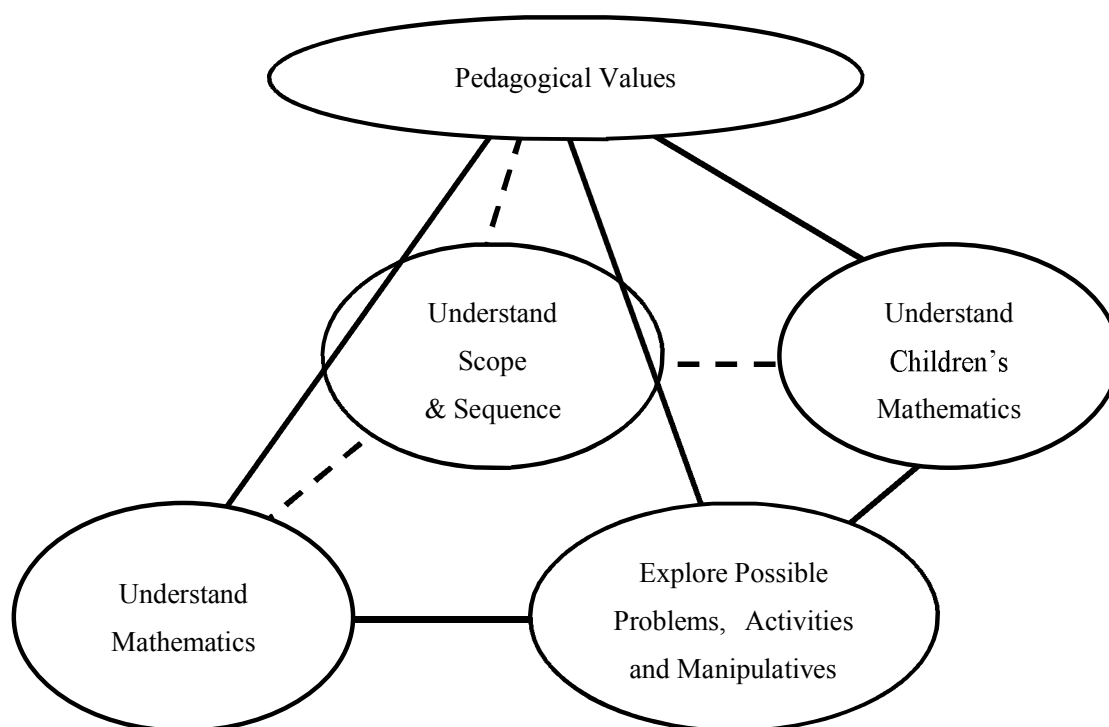 Pedagogical Values
Understand
Scope
& Sequence
Understand
Children’s
Mathematics
Understand
Mathematics
Explore Possible
Problems, Activities
and Manipulatives